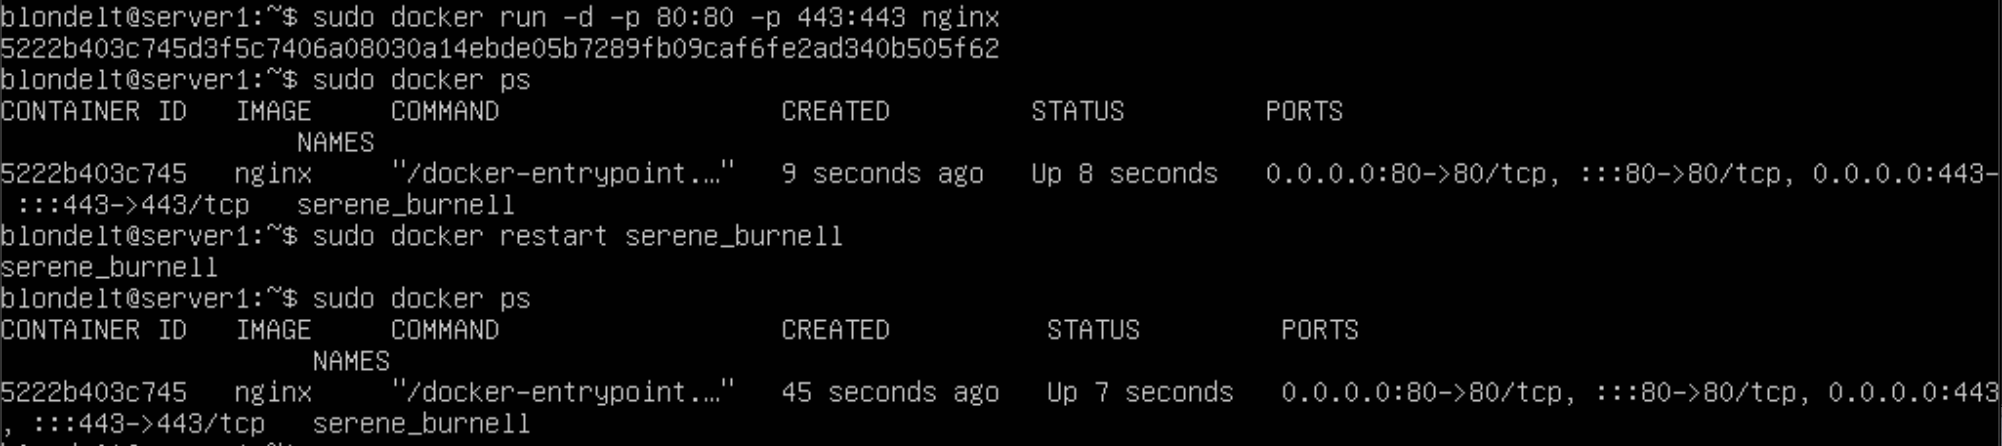 blondelt@server1:~$ sudo docker run -d -p 80:80 -p 443:443 nginx
5222b403c745d3f5c7406a08030a14ebde05b7289fb09caf6fe2ad340b505f62
blondelt@server1:~$ sudo docker ps
CONTAINER ID   IMAGE     COMMAND                  CREATED         STATUS         PORTS
                   NAMES
5222b403c745   nginx     "/docker-entrypoint.…"   9 seconds ago   Up 8 seconds   0.0.0.0:80->80/tcp, :::80->80/tcp, 0.0.0.0:443-
 :::443->443/tcp   serene_burnell
blondelt@server1:~$ sudo docker restart serene_burnell
serene_burnell
blondelt@server1:~$ sudo docker ps
CONTAINER ID   IMAGE     COMMAND                  CREATED          STATUS         PORTS
                    NAMES
5222b403c745   nginx     "/docker-entrypoint.…"   45 seconds ago   Up 7 seconds   0.0.0.0:80->80/tcp, :::80->80/tcp, 0.0.0.0:443
, :::443->443/tcp   serene_burnell